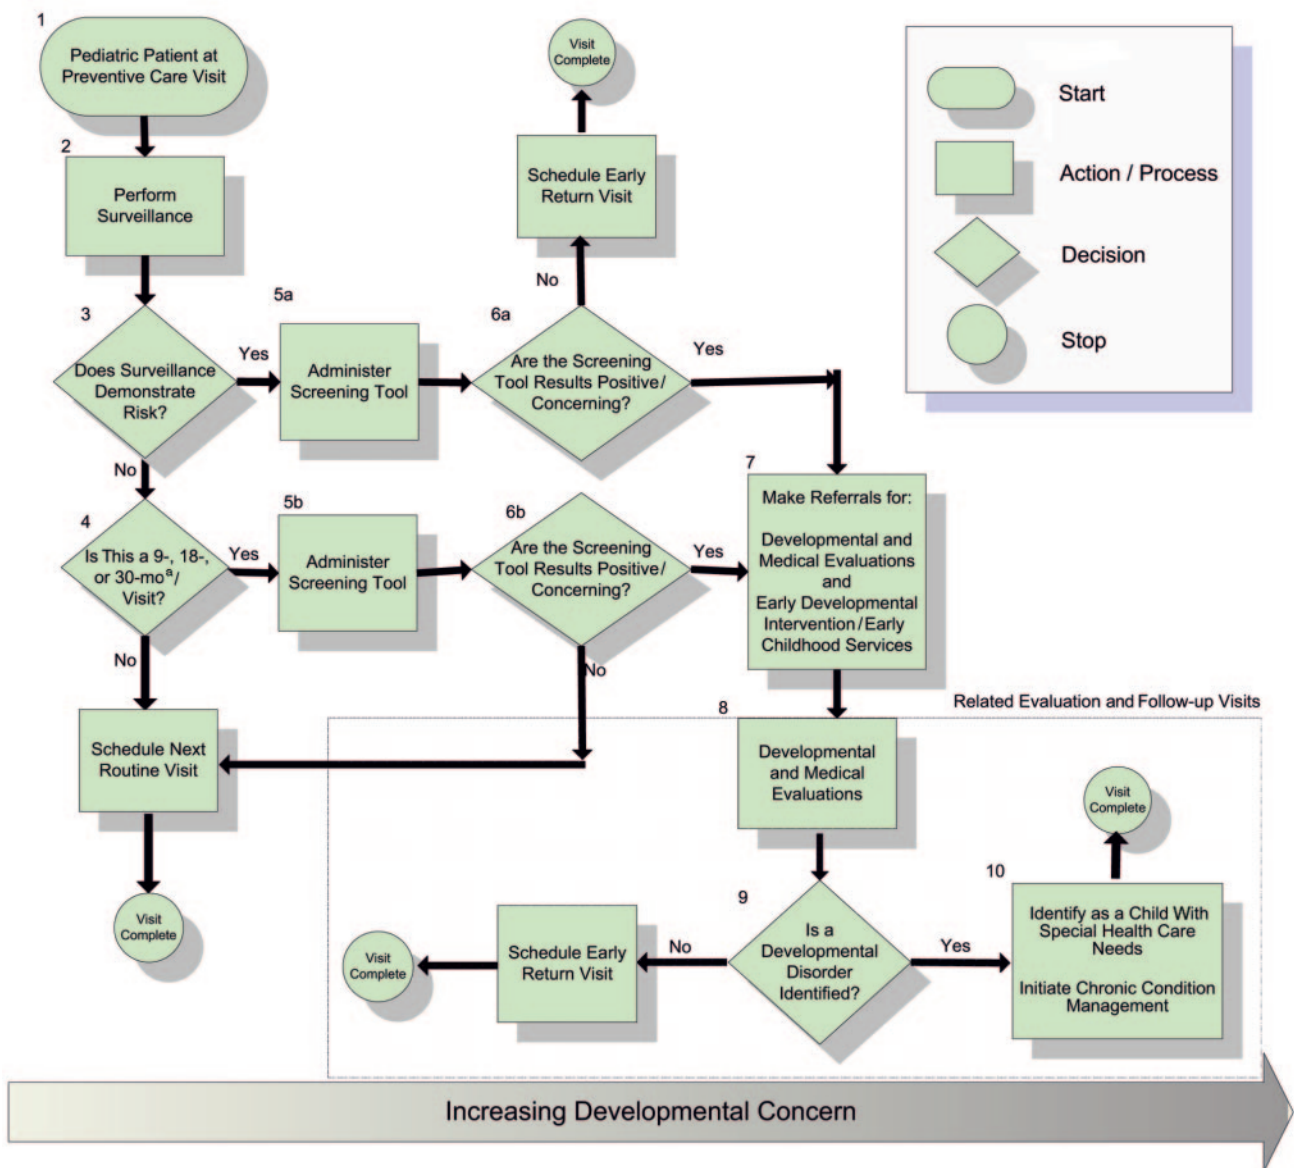 1
Pediatric Patient at
Preventive Care Visit
2
Perform
Surveillance
3
Does Surveillance
Demonstrate
Risk?
Yes
No
5a
Administer
Screening Tool
6a
Are the Screening
Tool Results Positive/
Concerning?
No
Yes
Schedule Early
Return Visit
Visit
Complete
4
Is This a 9-, 18-,
or 30-moᵃ/
Visit?
Yes
No
5b
Administer
Screening Tool
6b
Are the Screening
Tool Results Positive/
Concerning?
Yes
No
7
Make Referrals for:
Developmental and
Medical Evaluations
and
Early Developmental
Intervention/Early
Childhood Services
Schedule Next
Routine Visit
Visit
Complete
Related Evaluation and Follow-up Visits
8
Developmental
and Medical
Evaluations
9
Is a
Developmental
Disorder
Identified?
No
Yes
Schedule Early
Return Visit
Visit
Complete
10
Identify as a Child With
Special Health Care
Needs
Initiate Chronic Condition
Management
Visit
Complete
Start
Action / Process
Decision
Stop
Increasing Developmental Concern